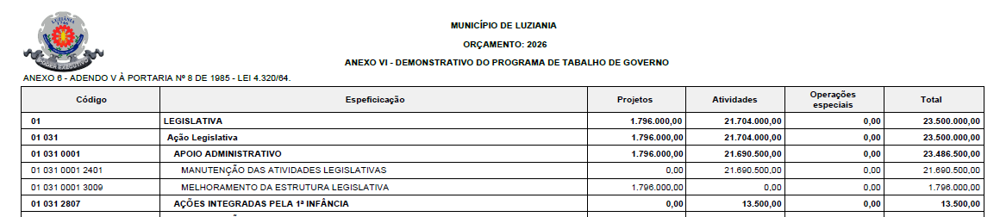 LUZIANIA
1746
PODER EXECUTIVO
MUNICÍPIO DE LUZIANIA
ORÇAMENTO: 2026
ANEXO VI - DEMONSTRATIVO DO PROGRAMA DE TABALHO DE GOVERNO
ANEXO 6 - ADENDO V À PORTARIA Nº 8 DE 1985 - LEI 4.320/64.
Código Espeficicação Projetos Atividades Operações especiais Total
01 LEGISLATIVA 1.796.000,00 21.704.000,00 0,00 23.500.000,00
01 031 Ação Legislativa 1.796.000,00 21.704.000,00 0,00 23.500.000,00
01 031 0001 APOIO ADMINISTRATIVO 1.796.000,00 21.690.500,00 0,00 23.486.500,00
01 031 0001 2401 MANUTENÇÃO DAS ATIVIDADES LEGISLATIVAS 0,00 21.690.500,00 0,00 21.690.500,00
01 031 0001 3009 MELHORAMENTO DA ESTRUTURA LEGISLATIVA 1.796.000,00 0,00 0,00 1.796.000,00
01 031 2807 AÇÕES INTEGRADAS PELA 1ª INFÂNCIA 0,00 13.500,00 0,00 13.500,00